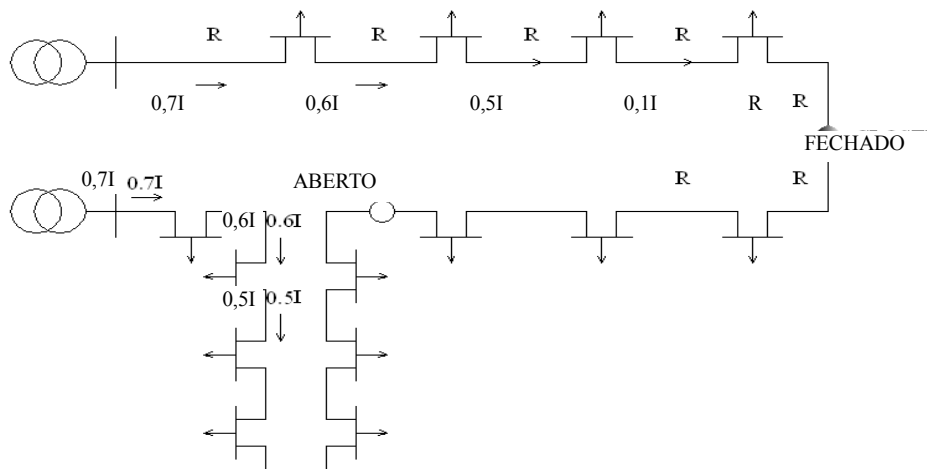 R R R R
0,7I 0,6I 0,5I 0,1I R R
FECHADO
0,7I 0.7I ABERTO R R
0,6I 0.6I
0,5I 0.5I